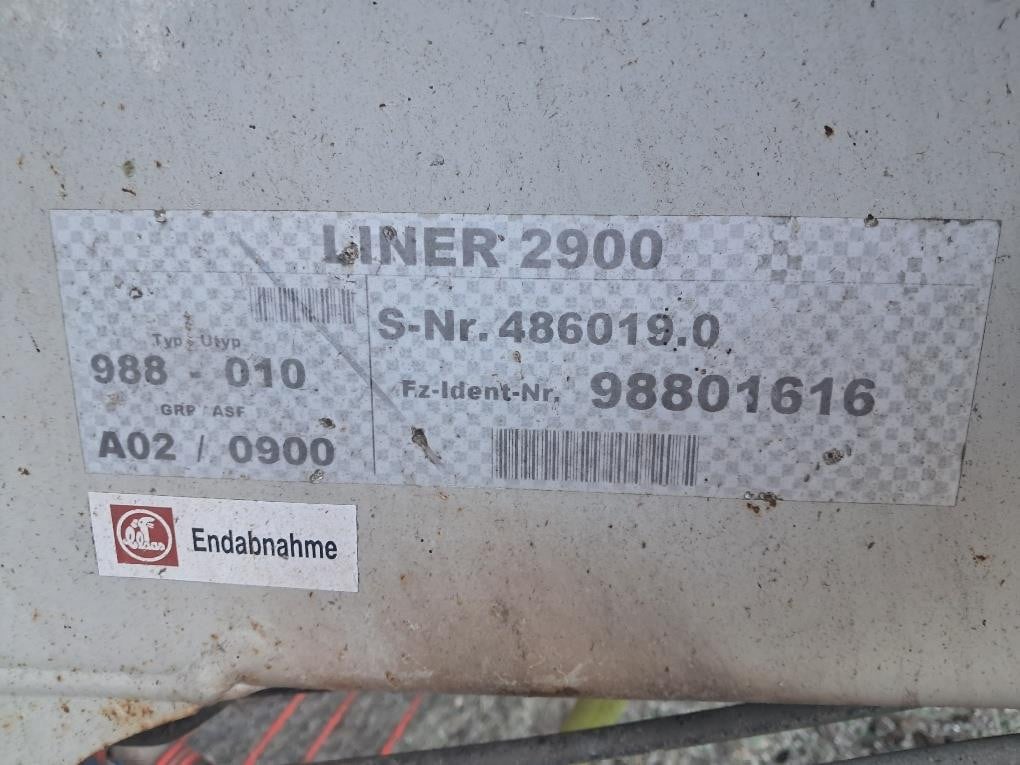 LINER 2900
Typ - Utyp
988 - 010
GRP ASF
A02 / 0900
S-Nr. 486019.0
Fz-Ident-Nr. 98801616
Endabnahme